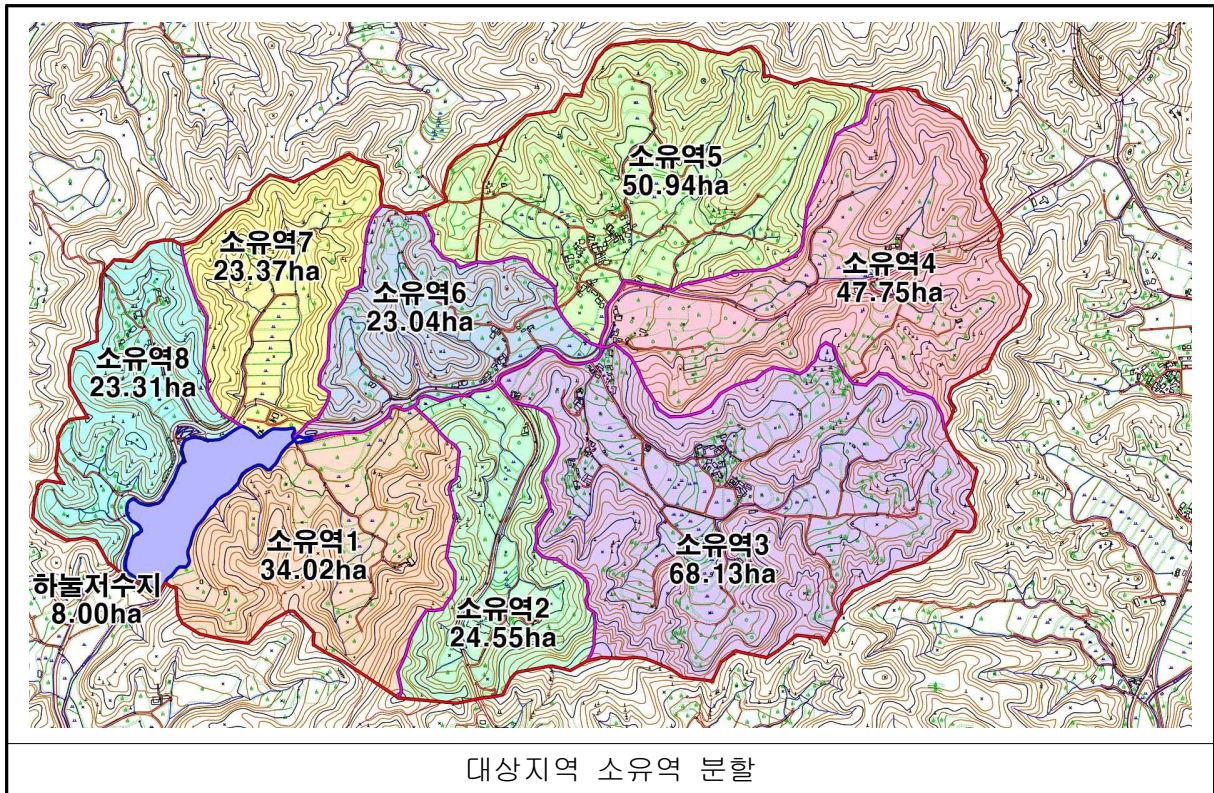 소유역5
50.94ha
소유역7
23.37ha
소유역4
47.75ha
소유역6
23.04ha
소유역8
23.31ha
소유역1
34.02ha
소유역3
68.13ha
하눌저수지
8.00ha
소유역2
24.55ha
대상지역 소유역 분할